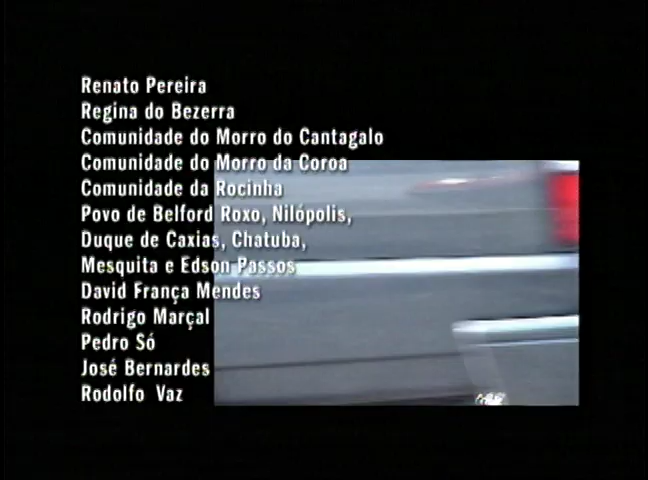 Renato Pereira
Regina do Bezerra
Comunidade do Morro do Cantagalo
Comunidade do Morro da Coroa
Comunidade da Rocinha
Povo de Belford Roxo, Nilópolis,
Duque de Caxias, Chatuba,
Mesquita e Edson Passos
David França Mendes
Rodrigo Marçal
Pedro Só
José Bernardes
Rodolfo Vaz